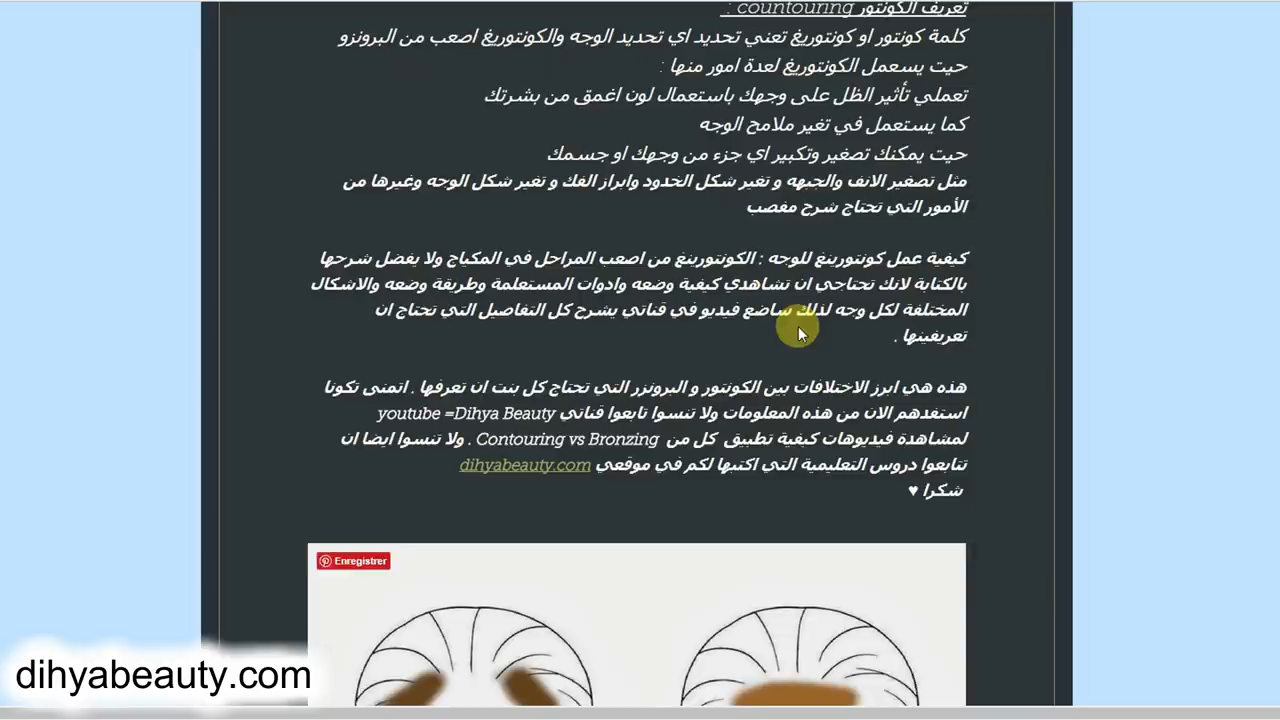 تعريف الكونتور countouring :
كلمة كونتور او كونتوريغ تعني تحديد اي تحديد الوجه والكونتوريغ اصعب من البرونزو
حيت يسعمل الكونتوريغ لعدة امور منها :
تعملي تأثير الظل على وجهك باستعمال لون اغمق من بشرتك
كما يستعمل في تغير ملامح الوجه
حيت يمكنك تصغير وتكبير اي جزء من وجهك او جسمك
مثل تصغير الانف والجبهه و تغير شكل الخدود وابراز الفك و تغير شكل الوجه وغيرها من
الأمور التي تحتاج شرح مفصب
كيفية عمل كونتورينغ للوجه : الكونتورينغ من اصعب المراحل في المكياج ولا يفضل شرحها
بالكتابة لانك تحتاجي ان تشاهدي كيفية وضعه وادوات المستعلمة وطريقة وضعه والاشكال
المختلفة لكل وجه لذلك ساضع فيديو في قناتي يشرح كل التفاصيل التي تحتاج ان
تعريفينها .
هذه هي ابرز الاختلافات بين الكونتور و البرونزر التي تحتاج كل بنت ان تعرفها . اتمنى تكونا
استفدهم الان من هذه المعلومات ولا تنسوا تابعوا قناتي youtube =Dihya Beauty
لمشاهدة فيديوهات كيفية تطبيق كل من Contouring vs Bronzing . ولا تنسوا ايضا ان
تتابعوا دروس التعليمية التي اكتبها لكم في موقعي dihyabeauty.com
شكرا ♥
Enregistrer
dihyabeauty.com